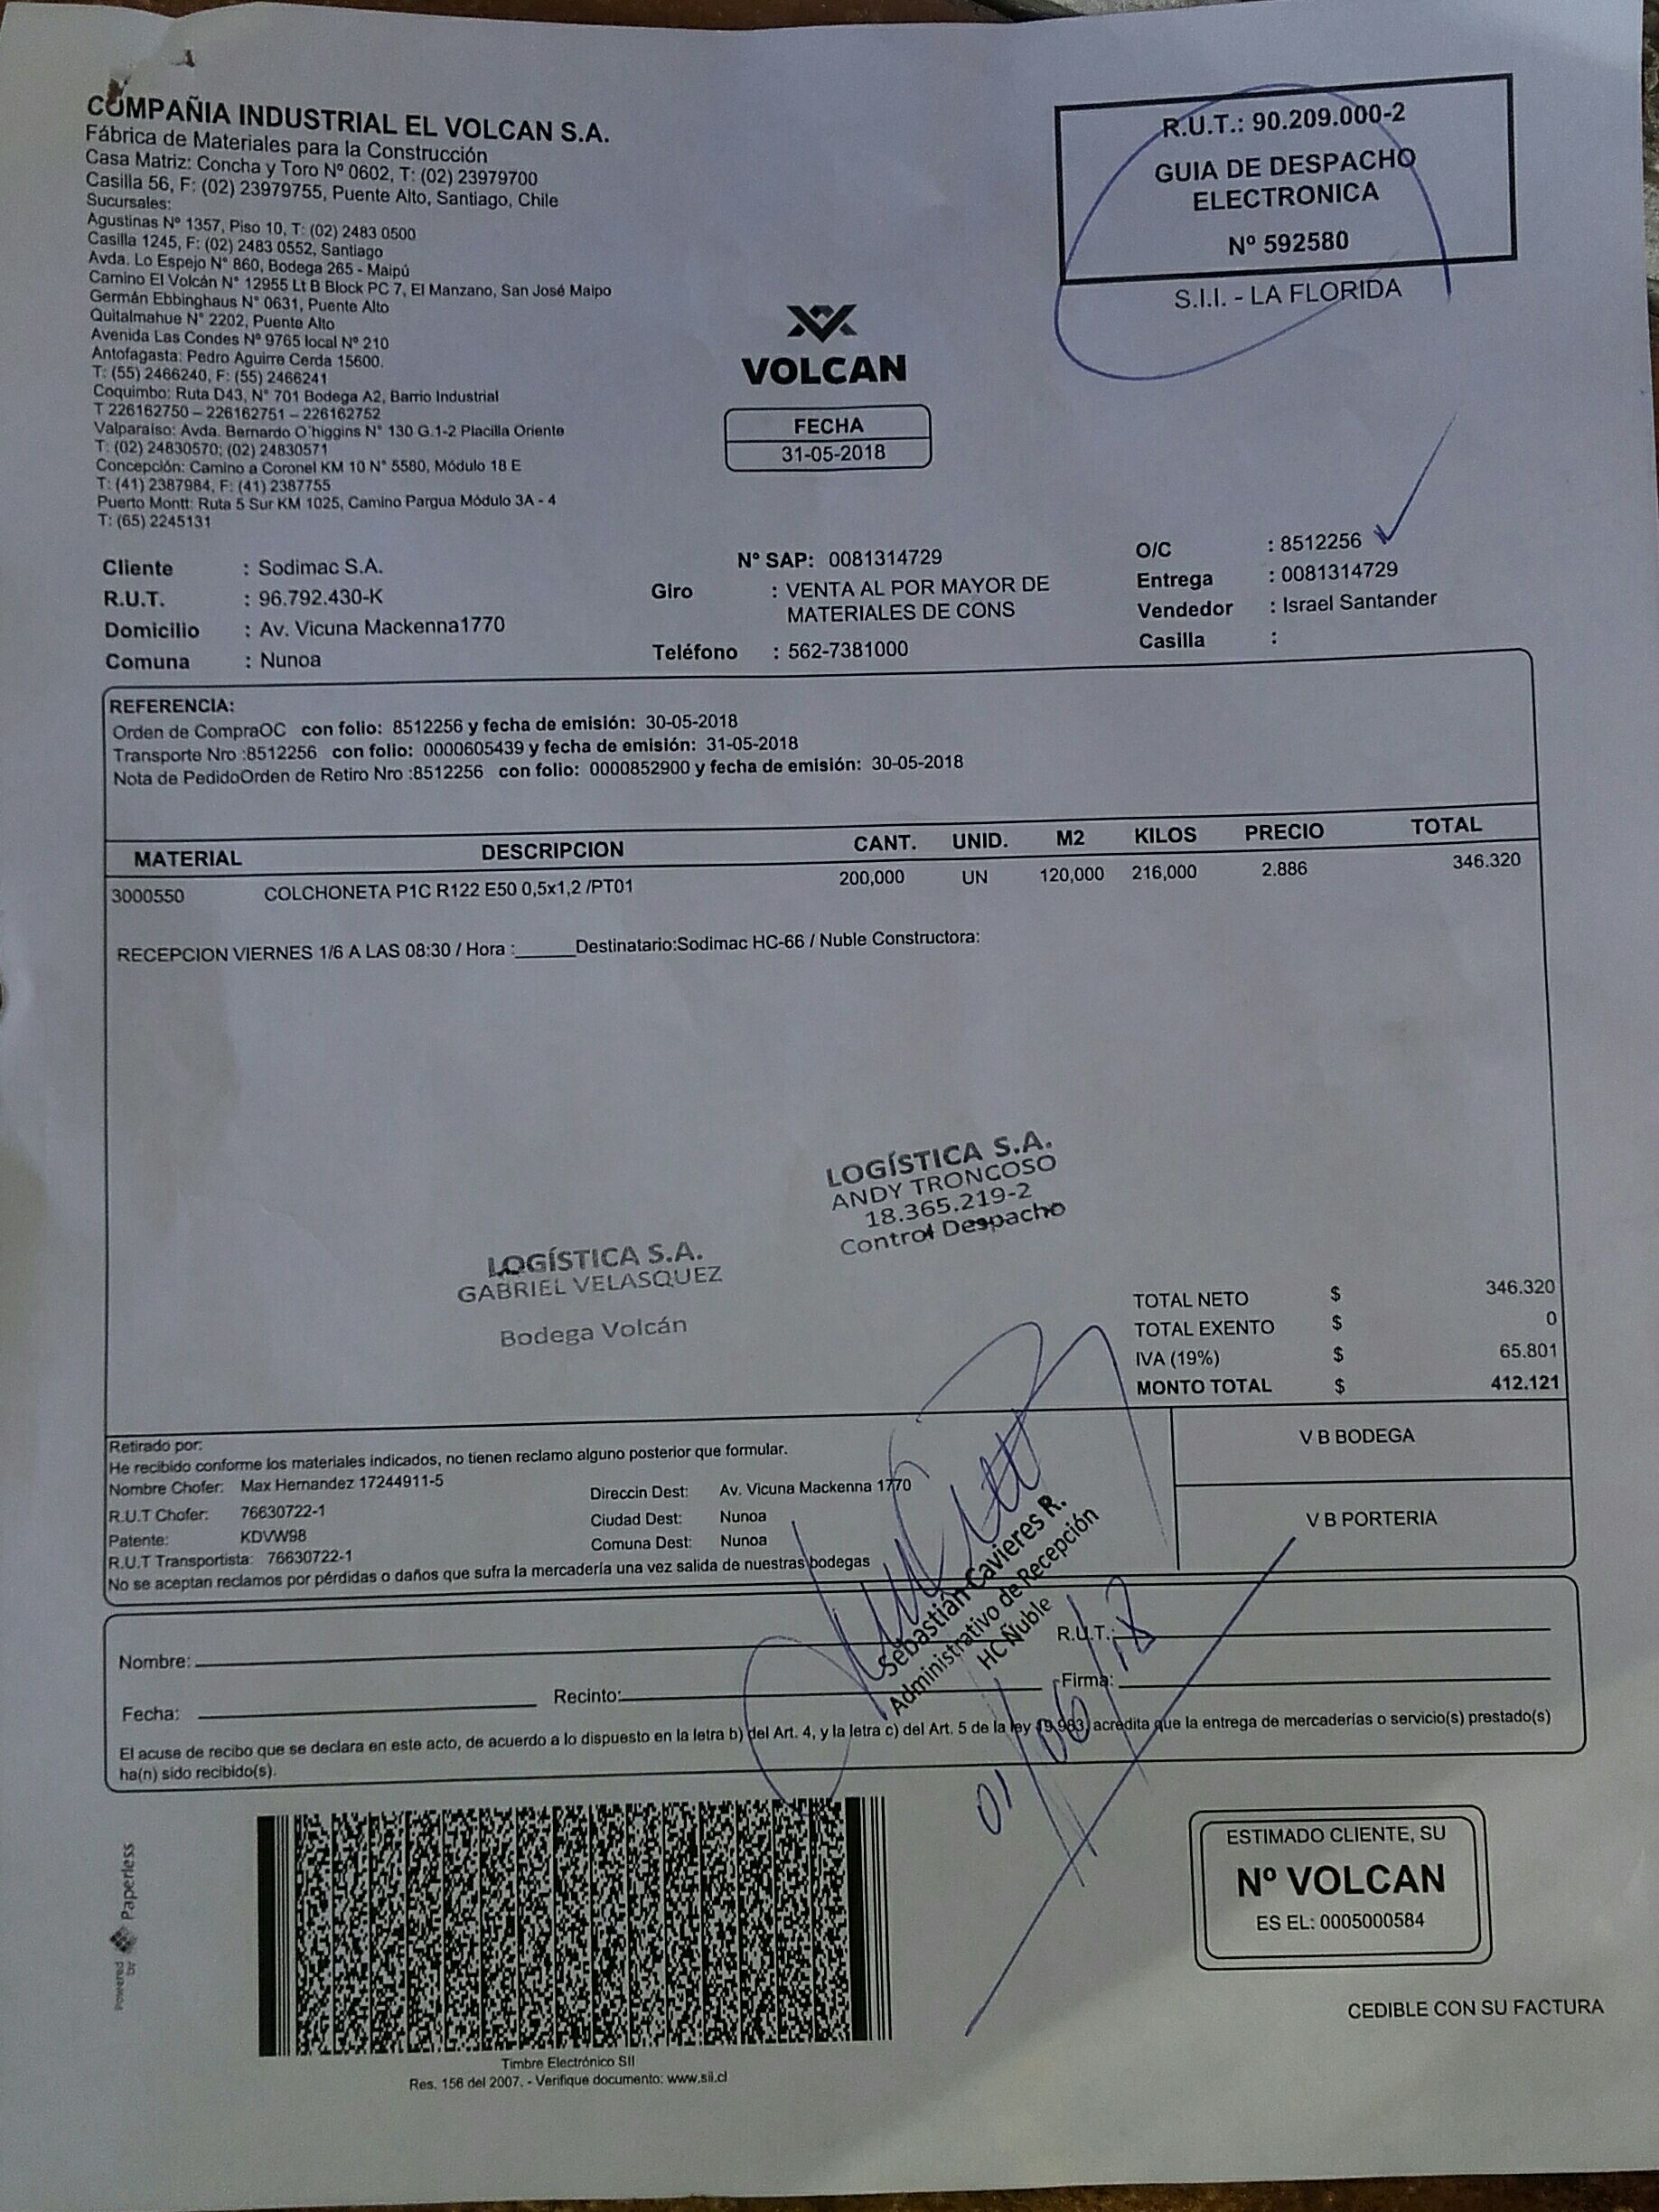 COMPAÑIA INDUSTRIAL EL VOLCAN S.A.
Fábrica de Materiales para la Construcción
Casa Matriz: Concha y Toro Nº 0602, T: (02) 23979700
Casilla 56, F: (02) 23979755, Puente Alto, Santiago, Chile
Sucursales:
Agustinas Nº 1357, Piso 10, T: (02) 2483 0500
Casilla 1245, F: (02) 2483 0552, Santiago
Avda. Lo Espejo N° 860, Bodega 265 - Maipú
Camino El Volcán N° 12955 Lt B Block PC 7, El Manzano, San José Maipo
Germán Ebbinghaus N° 0631, Puente Alto
Quitalmahue N° 2202, Puente Alto
Avenida Las Condes Nº 9765 local Nº 210
Antofagasta: Pedro Aguirre Cerda 15600.
T: (55) 2466240, F: (55) 2466241
Coquimbo: Ruta D43, N° 701 Bodega A2, Barrio Industrial
T 226162750 – 226162751 – 226162752
Valparaíso: Avda. Bernardo O'higgins N° 130 G.1-2 Placilla Oriente
T: (02) 24830570; (02) 24830571
Concepción: Camino a Coronel KM 10 N° 5580, Módulo 18 E
T: (41) 2387984, F: (41) 2387755
Puerto Montt: Ruta 5 Sur KM 1025, Camino Pargua Módulo 3A - 4
T: (65) 2245131
R.U.T.: 90.209.000-2
GUIA DE DESPACHO
ELECTRONICA
Nº 592580
S.I.I. - LA FLORIDA
VOLCAN
FECHA
31-05-2018
Cliente : Sodimac S.A.
R.U.T. : 96.792.430-K
Domicilio : Av. Vicuna Mackenna1770
Comuna : Nunoa
N° SAP: 0081314729
Giro : VENTA AL POR MAYOR DE
MATERIALES DE CONS
Teléfono : 562-7381000
O/C : 8512256
Entrega : 0081314729
Vendedor : Israel Santander
Casilla :
REFERENCIA:
Orden de CompraOC con folio: 8512256 y fecha de emisión: 30-05-2018
Transporte Nro :8512256 con folio: 0000605439 y fecha de emisión: 31-05-2018
Nota de PedidoOrden de Retiro Nro :8512256 con folio: 0000852900 y fecha de emisión: 30-05-2018
MATERIAL DESCRIPCION CANT. UNID. M2 KILOS PRECIO TOTAL
3000550 COLCHONETA P1C R122 E50 0,5x1,2 /PT01 200,000 UN 120,000 216,000 2.886 346.320
RECEPCION VIERNES 1/6 A LAS 08:30 / Hora :______Destinatario:Sodimac HC-66 / Nuble Constructora:
LOGÍSTICA S.A.
ANDY TRONCOSO
18.365.219-2
Control Despacho
LOGÍSTICA S.A.
GABRIEL VELASQUEZ
Bodega Volcán
TOTAL NETO $ 346.320
TOTAL EXENTO $ 0
IVA (19%) $ 65.801
MONTO TOTAL $ 412.121
Retirado por:
He recibido conforme los materiales indicados, no tienen reclamo alguno posterior que formular.
Nombre Chofer: Max Hernandez 17244911-5
R.U.T Chofer: 76630722-1
Patente: KDVW98
R.U.T Transportista: 76630722-1
Direccin Dest: Av. Vicuna Mackenna 1770
Ciudad Dest: Nunoa
Comuna Dest: Nunoa
No se aceptan reclamos por pérdidas o daños que sufra la mercadería una vez salida de nuestras bodegas
V B BODEGA
V B PORTERIA
Sebastián Cavieres R.
Administrativo de Recepción
HC Ñuble
01/06/18
Nombre: R.U.T.:
Fecha: Recinto: Firma:
El acuse de recibo que se declara en este acto, de acuerdo a lo dispuesto en la letra b) del Art. 4, y la letra c) del Art. 5 de la ley 19.983, acredita que la entrega de mercaderías o servicio(s) prestado(s)
ha(n) sido recibido(s).
Powered by Paperless
Timbre Electrónico SII
Res. 156 del 2007. - Verifique documento: www.sii.cl
ESTIMADO CLIENTE, SU
Nº VOLCAN
ES EL: 0005000584
CEDIBLE CON SU FACTURA